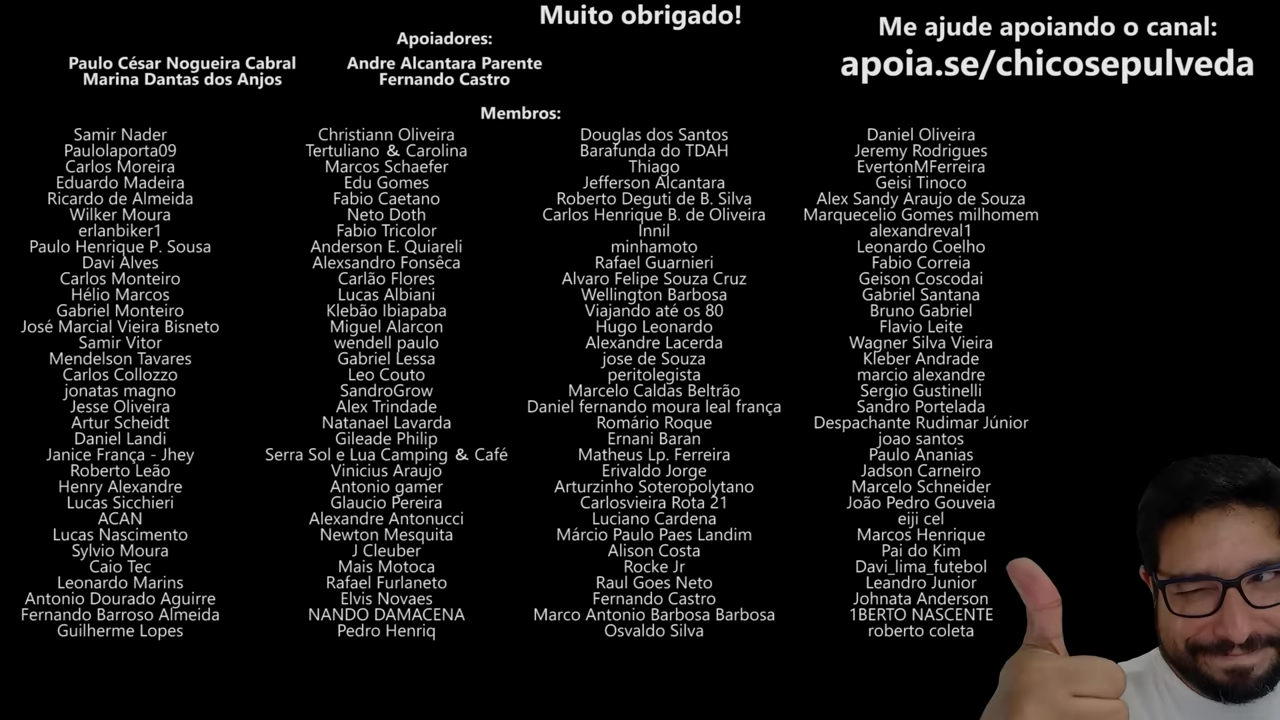 Muito obrigado!
Me ajude apoiando o canal:
apoia.se/chicosepulveda
Apoiadores:
Paulo César Nogueira Cabral
Marina Dantas dos Anjos
Andre Alcantara Parente
Fernando Castro
Membros:
Samir Nader
Paulolaporta09
Carlos Moreira
Eduardo Madeira
Ricardo de Almeida
Wilker Moura
erlanbiker1
Paulo Henrique P. Sousa
Davi Alves
Carlos Monteiro
Hélio Marcos
Gabriel Monteiro
José Marcial Vieira Bisneto
Samir Vitor
Mendelson Tavares
Carlos Collozzo
jonatas magno
Jesse Oliveira
Artur Scheidt
Daniel Landi
Janice França - Jhey
Roberto Leão
Henry Alexandre
Lucas Sicchieri
ACAN
Lucas Nascimento
Sylvio Moura
Caio Tec
Leonardo Marins
Antonio Dourado Aguirre
Fernando Barroso Almeida
Guilherme Lopes
Christiann Oliveira
Tertuliano & Carolina
Marcos Schaefer
Edu Gomes
Fabio Caetano
Neto Doth
Fabio Tricolor
Anderson E. Quiareli
Alexsandro Fonsêca
Carlão Flores
Lucas Albiani
Klebão Ibiapaba
Miguel Alarcon
wendell paulo
Gabriel Lessa
Leo Couto
SandroGrow
Alex Trindade
Natanael Lavarda
Gileade Philip
Serra Sol e Lua Camping & Café
Vinicius Araujo
Antonio gamer
Glaucio Pereira
Alexandre Antonucci
Newton Mesquita
J Cleuber
Mais Motoca
Rafael Furlaneto
Elvis Novaes
NANDO DAMACENA
Pedro Henriq
Douglas dos Santos
Barafunda do TDAH
Thiago
Jefferson Alcantara
Roberto Deguti de B. Silva
Carlos Henrique B. de Oliveira
Innil
minhamoto
Rafael Guarnieri
Alvaro Felipe Souza Cruz
Wellington Barbosa
Viajando até os 80
Hugo Leonardo
Alexandre Lacerda
jose de Souza
peritolegista
Marcelo Caldas Beltrão
Daniel fernando moura leal frança
Romário Roque
Ernani Baran
Matheus Lp. Ferreira
Erivaldo Jorge
Arturzinho Soteropolytano
Carlosvieira Rota 21
Luciano Cardena
Márcio Paulo Paes Landim
Alison Costa
Rocke Jr
Raul Goes Neto
Fernando Castro
Marco Antonio Barbosa Barbosa
Osvaldo Silva
Daniel Oliveira
Jeremy Rodrigues
EvertonMFerreira
Geisi Tinoco
Alex Sandy Araujo de Souza
Marquecelio Gomes milhomem
alexandreval1
Leonardo Coelho
Fabio Correia
Geison Coscodai
Gabriel Santana
Bruno Gabriel
Flavio Leite
Wagner Silva Vieira
Kleber Andrade
marcio alexandre
Sergio Gustinelli
Sandro Portelada
Despachante Rudimar Júnior
joao santos
Paulo Ananias
Jadson Carneiro
Marcelo Schneider
João Pedro Gouveia
eiji cel
Marcos Henrique
Pai do Kim
Davi_lima_futebol
Leandro Junior
Johnata Anderson
1BERTO NASCENTE
roberto coleta